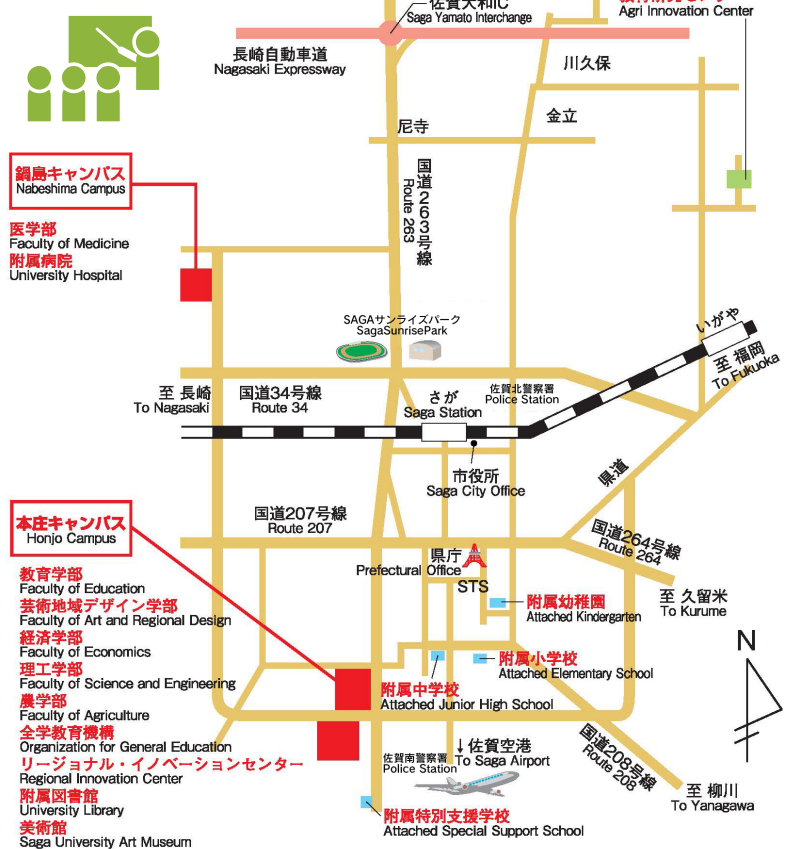 佐賀大和IC
Saga Yamato Interchange
Agri Innovation Center
長崎自動車道
Nagasaki Expressway
川久保
金立
尼寺
国道263号線
Route 263
鍋島キャンパス
Nabeshima Campus
医学部
Faculty of Medicine
附属病院
University Hospital
SAGAサンライズパーク
SagaSunrisePark
いがや
至 福岡
To Fukuoka
至 長崎
To Nagasaki
国道34号線
Route 34
さが
Saga Station
佐賀北警察署
Police Station
市役所
Saga City Office
県道
本庄キャンパス
Honjo Campus
国道207号線
Route 207
国道264号線
Route 264
県庁
Prefectural Office
STS
至 久留米
To Kurume
教育学部
Faculty of Education
芸術地域デザイン学部
Faculty of Art and Regional Design
経済学部
Faculty of Economics
理工学部
Faculty of Science and Engineering
農学部
Faculty of Agriculture
全学教育機構
Organization for General Education
リージョナル・イノベーションセンター
Regional Innovation Center
附属図書館
University Library
美術館
Saga University Art Museum
附属幼稚園
Attached Kindergarten
附属小学校
Attached Elementary School
附属中学校
Attached Junior High School
N
佐賀南警察署
Police Station
↓佐賀空港
To Saga Airport
国道208号線
Route 208
至 柳川
To Yanagawa
附属特別支援学校
Attached Special Support School